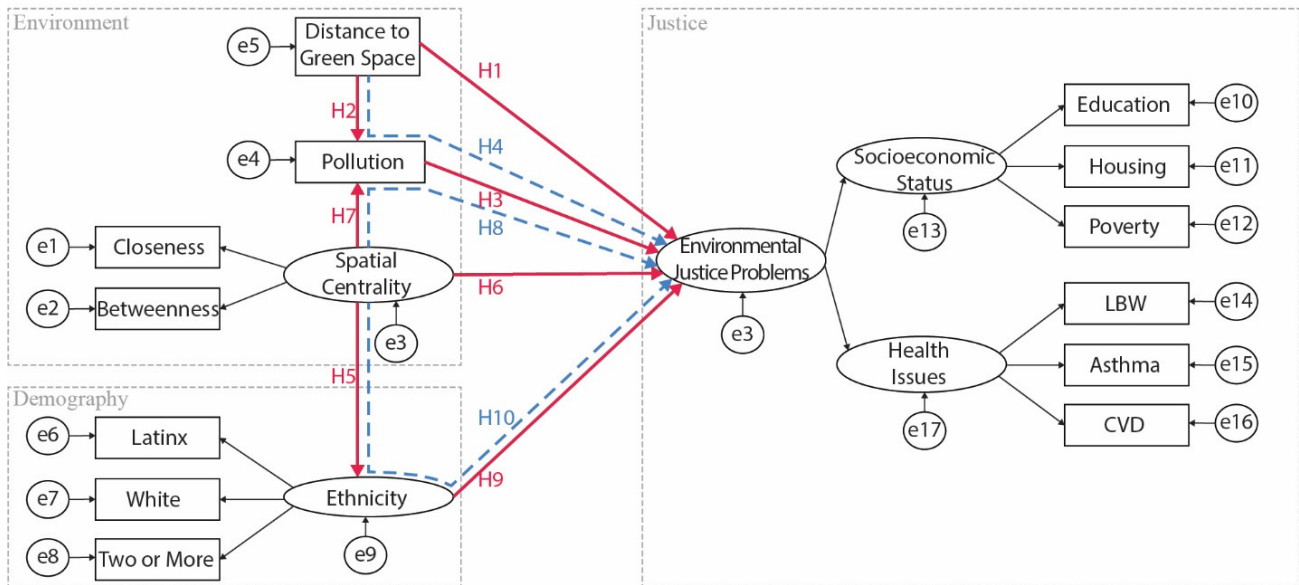 Environment
Distance to
Green Space
e5
H1
H2
H4
e4
Pollution
H3
H7
H8
e1
Closeness
Spatial
Centrality
H6
e2
Betweenness
e3
H5
Demography
e6
Latinx
H10
e7
White
Ethnicity
H9
e8
Two or More
e9
Justice
Environmental
Justice Problems
e3
Socioeconomic
Status
e13
Education
e10
Housing
e11
Poverty
e12
Health
Issues
e17
LBW
e14
Asthma
e15
CVD
e16